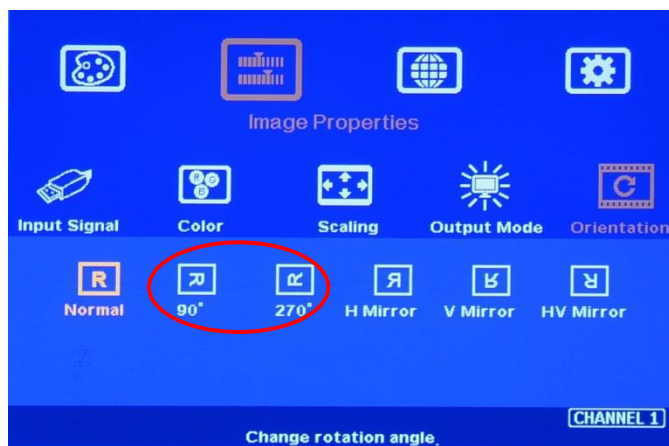 Image Properties
R G B
Input Signal Color Scaling Output Mode Orientation
R R R R R R
Normal 90° 270° H Mirror V Mirror HV Mirror
CHANNEL 1
Change rotation angle.